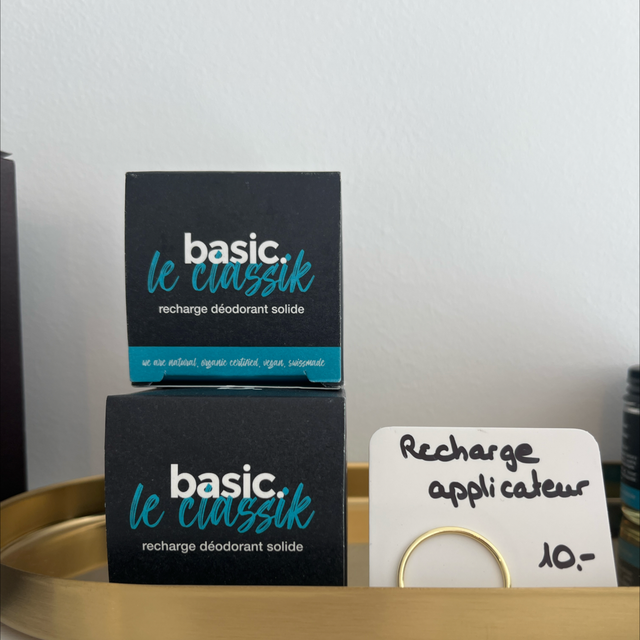 basic.
le classik
recharge déodorant solide
we are natural, organic certified, vegan, swissmade
basic.
le classik
recharge déodorant solide
Recharge
applicateur
10.-